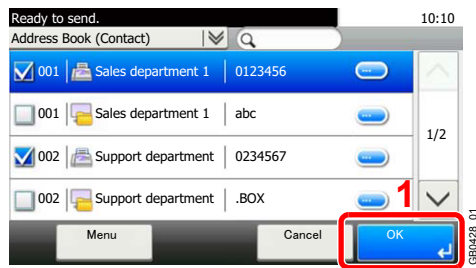 Ready to send. 10:10
Address Book (Contact)
001 Sales department 1 0123456
001 Sales department 1 abc
1/2
002 Support department 0234567
002 Support department .BOX
1
Menu Cancel OK
GB0428_01